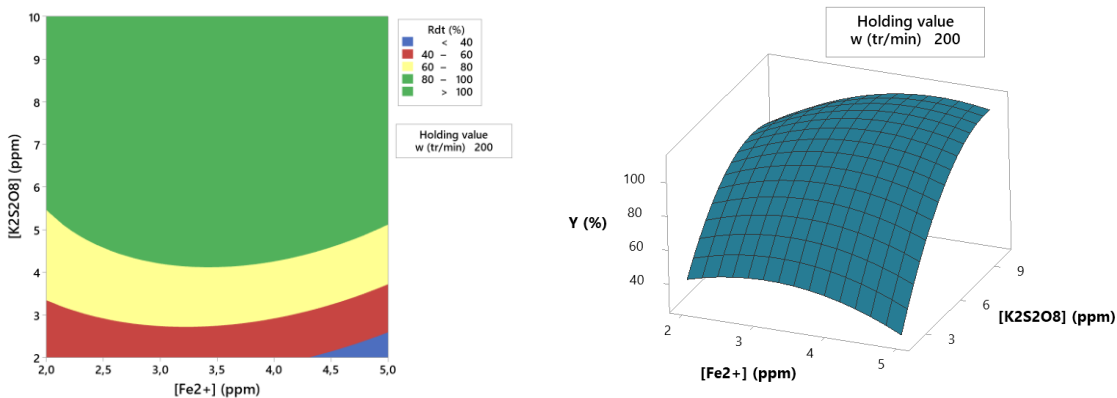 10
9
8
7
6
5
4
3
2
[K2S2O8] (ppm)
2,0 2,5 3,0 3,5 4,0 4,5 5,0
[Fe2+] (ppm)
Rdt (%)
< 40
40 – 60
60 – 80
80 – 100
> 100
Holding value
w (tr/min) 200
Holding value
w (tr/min) 200
100
80
60
40
Y (%)
2
3
4
5
[Fe2+] (ppm)
9
6
3
[K2S2O8] (ppm)